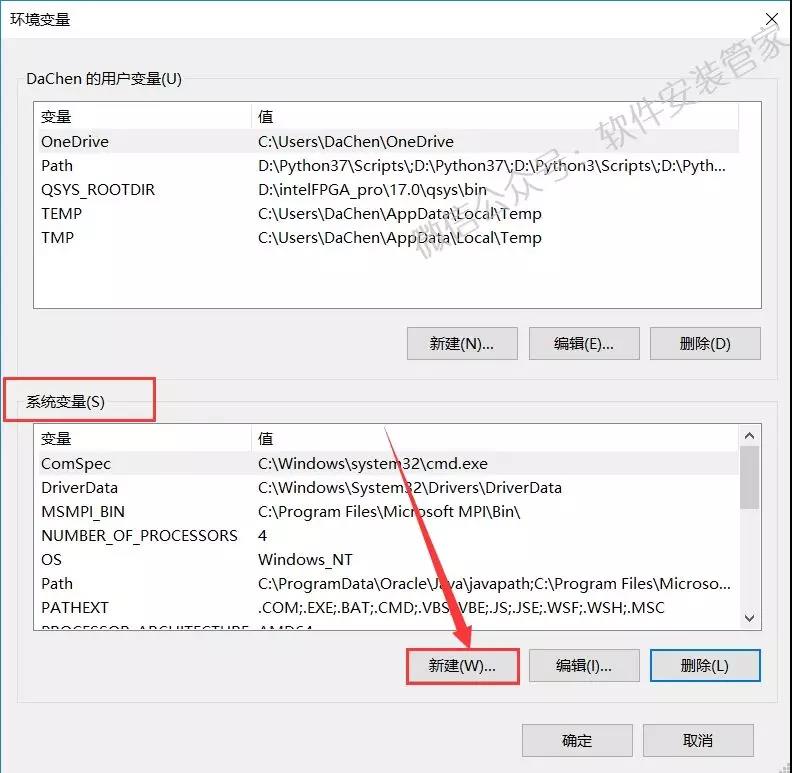 环境变量
DaChen 的用户变量(U)
变量 值
OneDrive C:\Users\DaChen\OneDrive
Path D:\Python37\Scripts\;D:\Python37\;D:\Python3\Scripts\;D:\Pyth...
QSYS_ROOTDIR D:\intelFPGA_pro\17.0\qsys\bin
TEMP C:\Users\DaChen\AppData\Local\Temp
TMP C:\Users\DaChen\AppData\Local\Temp
微信公众号：软件安装管家
新建(N)... 编辑(E)... 删除(D)
系统变量(S)
变量 值
ComSpec C:\Windows\system32\cmd.exe
DriverData C:\Windows\System32\Drivers\DriverData
MSMPI_BIN C:\Program Files\Microsoft MPI\Bin\
NUMBER_OF_PROCESSORS 4
OS Windows_NT
Path C:\ProgramData\Oracle\Java\javapath;C:\Program Files\Microso...
PATHEXT .COM;.EXE;.BAT;.CMD;.VBS;.VBE;.JS;.JSE;.WSF;.WSH;.MSC
PROCESSOR_ARCHITECTURE AMD64
新建(W)... 编辑(I)... 删除(L)
确定 取消